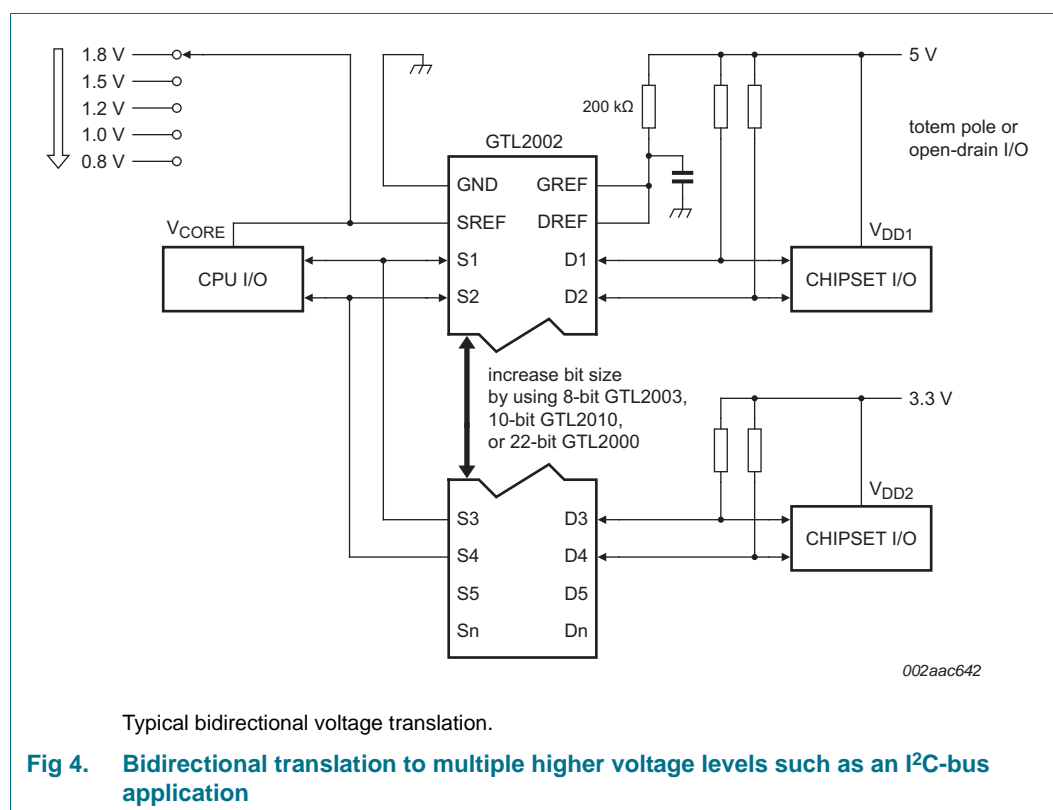 1.8 V
1.5 V
1.2 V
1.0 V
0.8 V
5 V
200 kΩ
totem pole or
open-drain I/O
GTL2002
GND
GREF
SREF
DREF
VCORE
CPU I/O
S1
D1
S2
D2
VDD1
CHIPSET I/O
increase bit size
by using 8-bit GTL2003,
10-bit GTL2010,
or 22-bit GTL2000
3.3 V
VDD2
CHIPSET I/O
S3
D3
S4
D4
S5
D5
Sn
Dn
002aac642
Typical bidirectional voltage translation.
Fig 4. Bidirectional translation to multiple higher voltage levels such as an I²C-bus
application